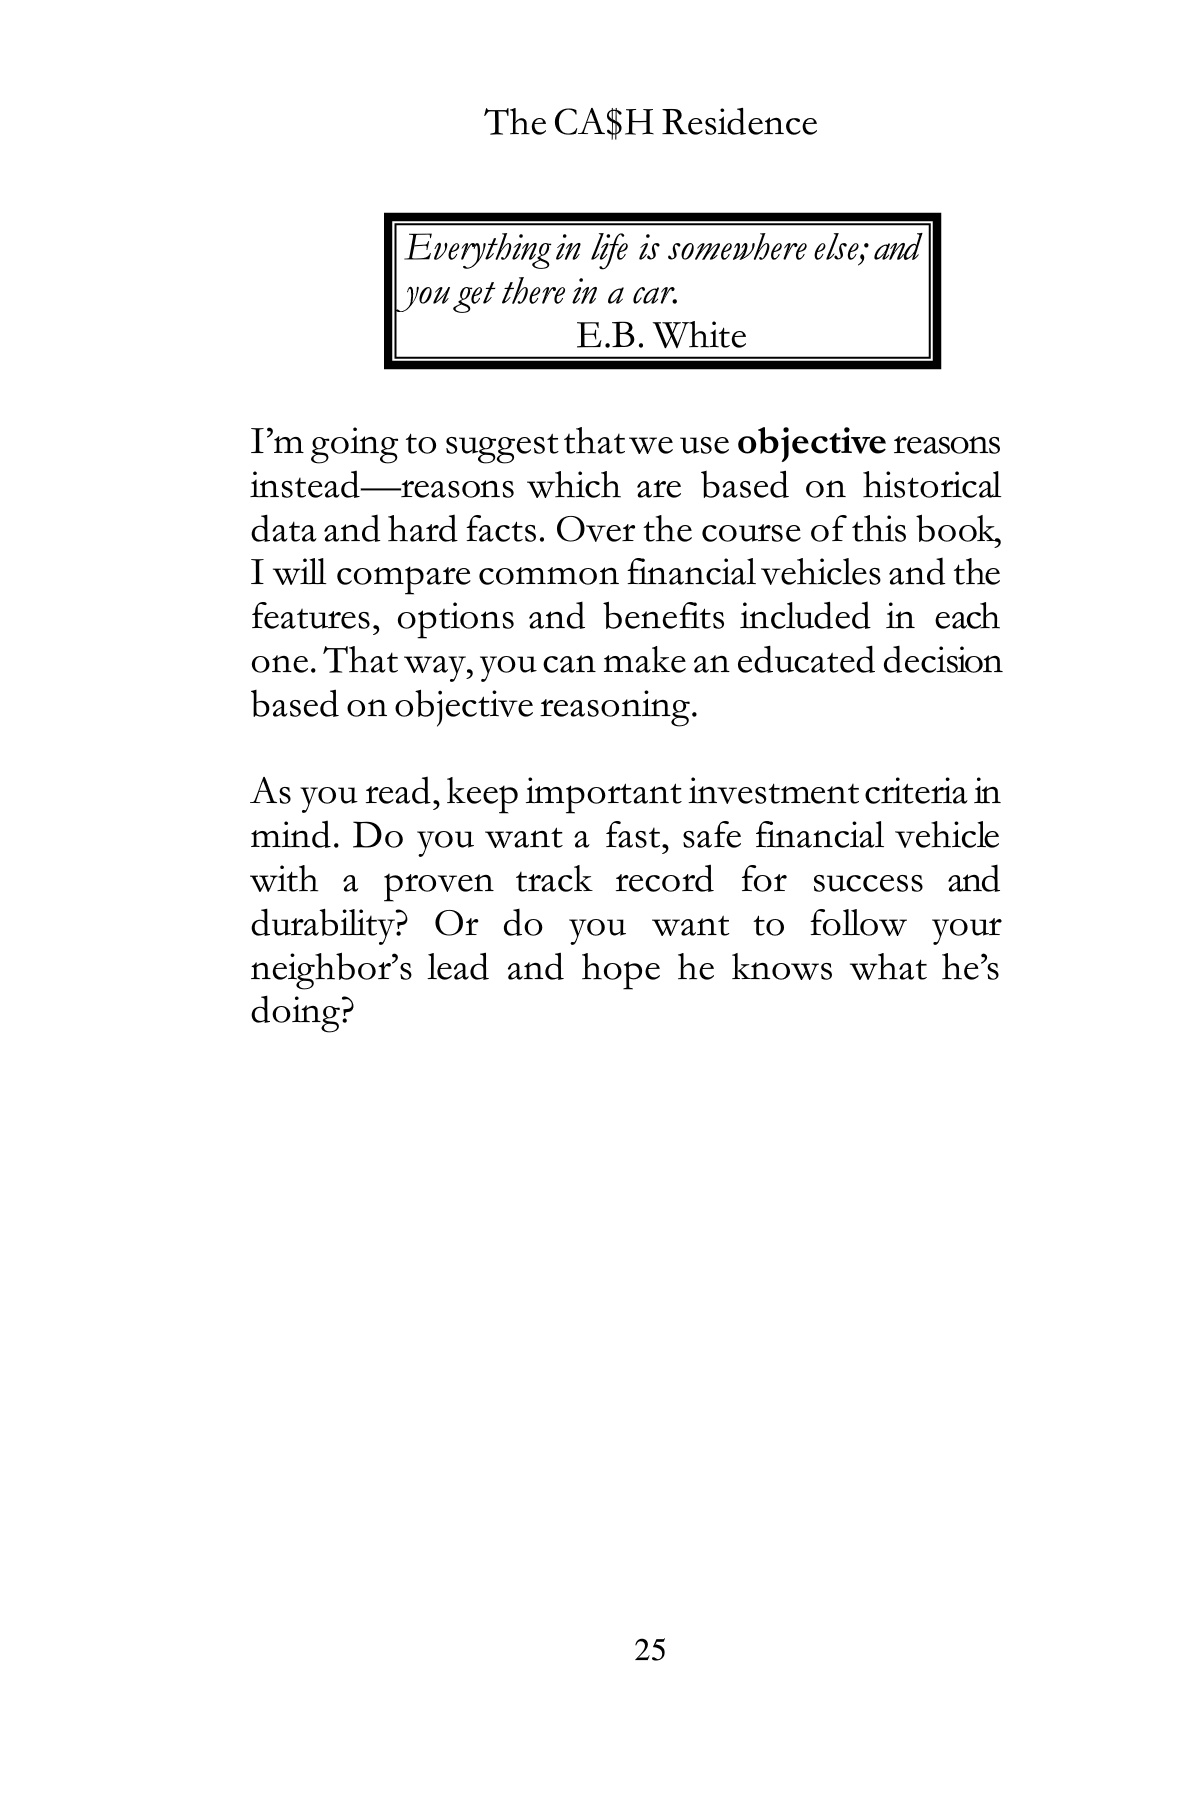 The CA$H Residence
Everything in life is somewhere else; and
you get there in a car.
E.B. White
I’m going to suggest that we use objective reasons
instead—reasons which are based on historical
data and hard facts. Over the course of this book,
I will compare common financial vehicles and the
features, options and benefits included in each
one. That way, you can make an educated decision
based on objective reasoning.
As you read, keep important investment criteria in
mind. Do you want a fast, safe financial vehicle
with a proven track record for success and
durability? Or do you want to follow your
neighbor’s lead and hope he knows what he’s
doing?
25